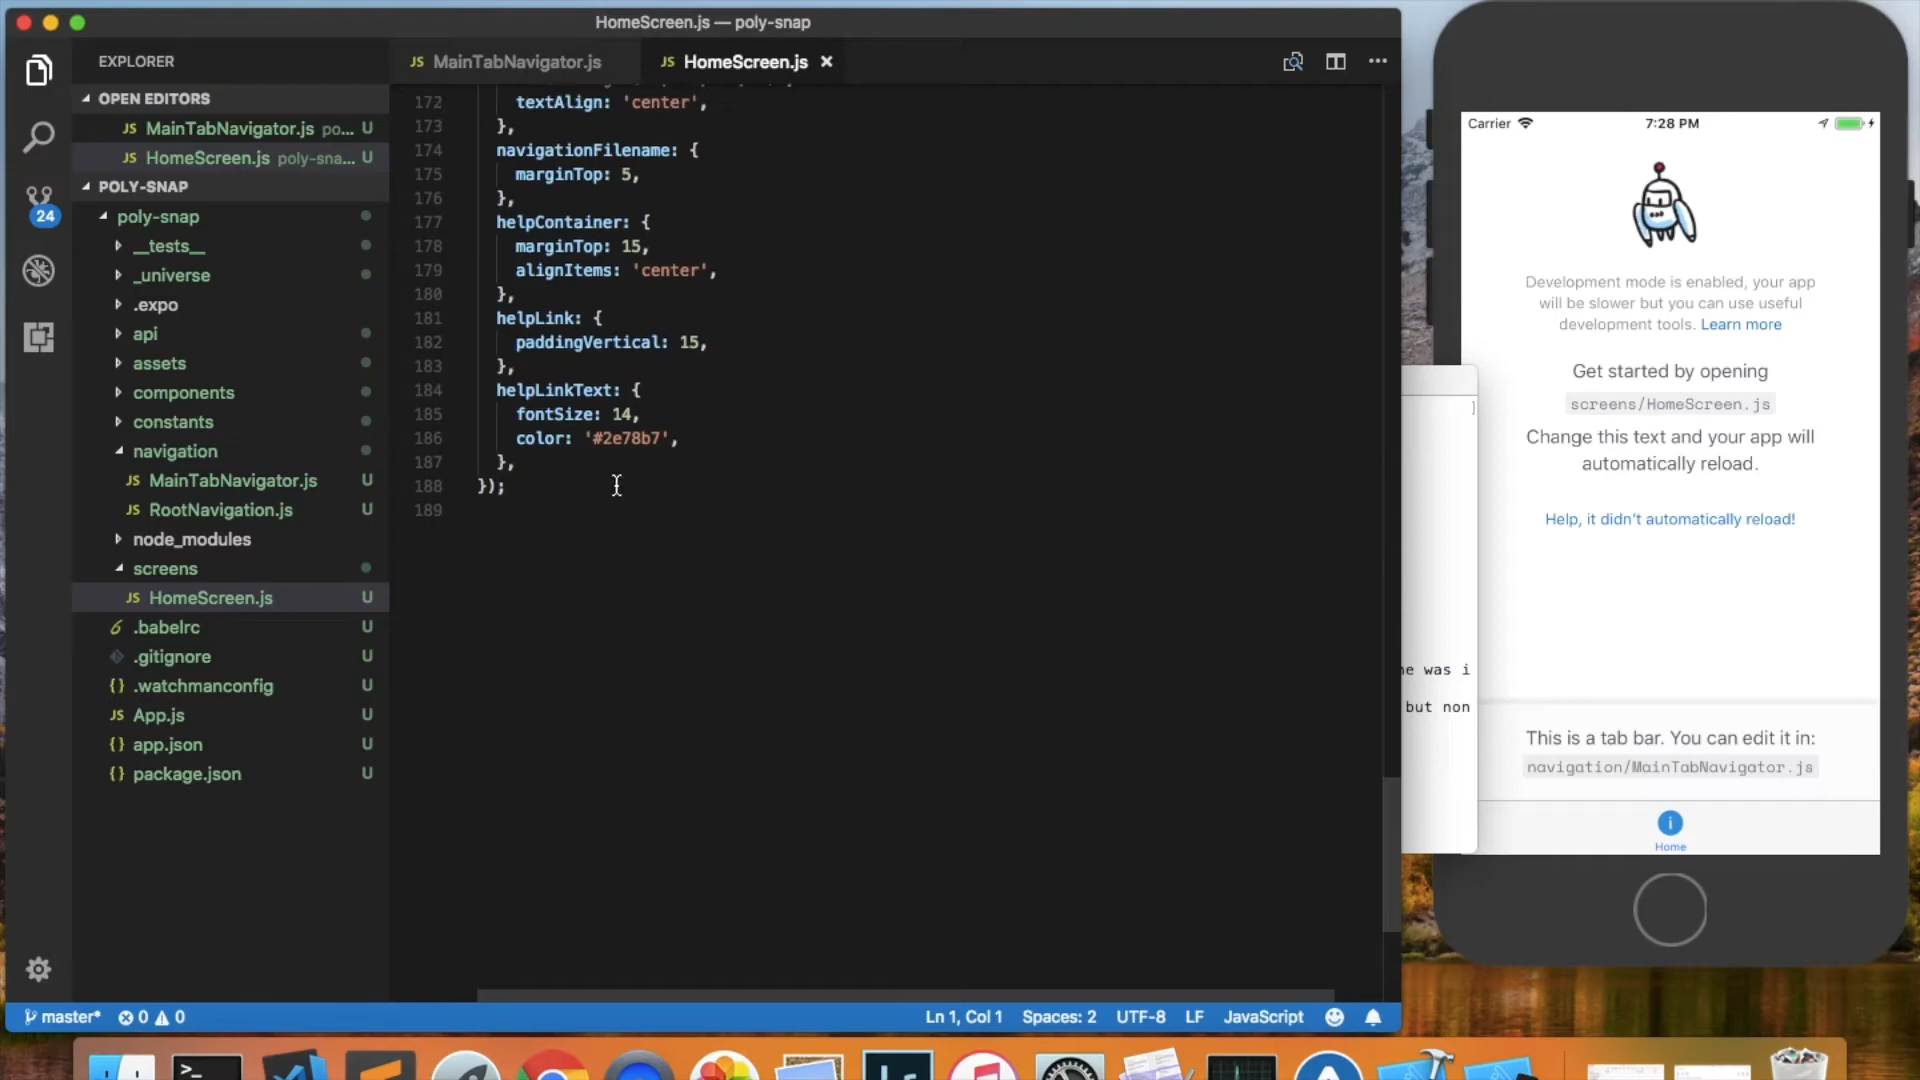 HomeScreen.js — poly-snap
EXPLORER
OPEN EDITORS
JS MainTabNavigator.js po... U
JS HomeScreen.js poly-sna... U
POLY-SNAP
24
poly-snap
__tests__
_universe
.expo
api
assets
components
constants
navigation
JS MainTabNavigator.js U
JS RootNavigation.js U
node_modules
screens
JS HomeScreen.js U
.babelrc U
.gitignore U
{} .watchmanconfig U
JS App.js U
{} app.json U
{} package.json U
JS MainTabNavigator.js
JS HomeScreen.js ×
172 textAlign: 'center',
173 },
174 navigationFilename: {
175 marginTop: 5,
176 },
177 helpContainer: {
178 marginTop: 15,
179 alignItems: 'center',
180 },
181 helpLink: {
182 paddingVertical: 15,
183 },
184 helpLinkText: {
185 fontSize: 14,
186 color: '#2e78b7',
187 },
188 });
189
master* 0 0
Ln 1, Col 1 Spaces: 2 UTF-8 LF JavaScript
]
was i
but non
Carrier 7:28 PM
Development mode is enabled, your app
will be slower but you can use useful
development tools. Learn more
Get started by opening
screens/HomeScreen.js
Change this text and your app will
automatically reload.
Help, it didn't automatically reload!
This is a tab bar. You can edit it in:
navigation/MainTabNavigator.js
Home